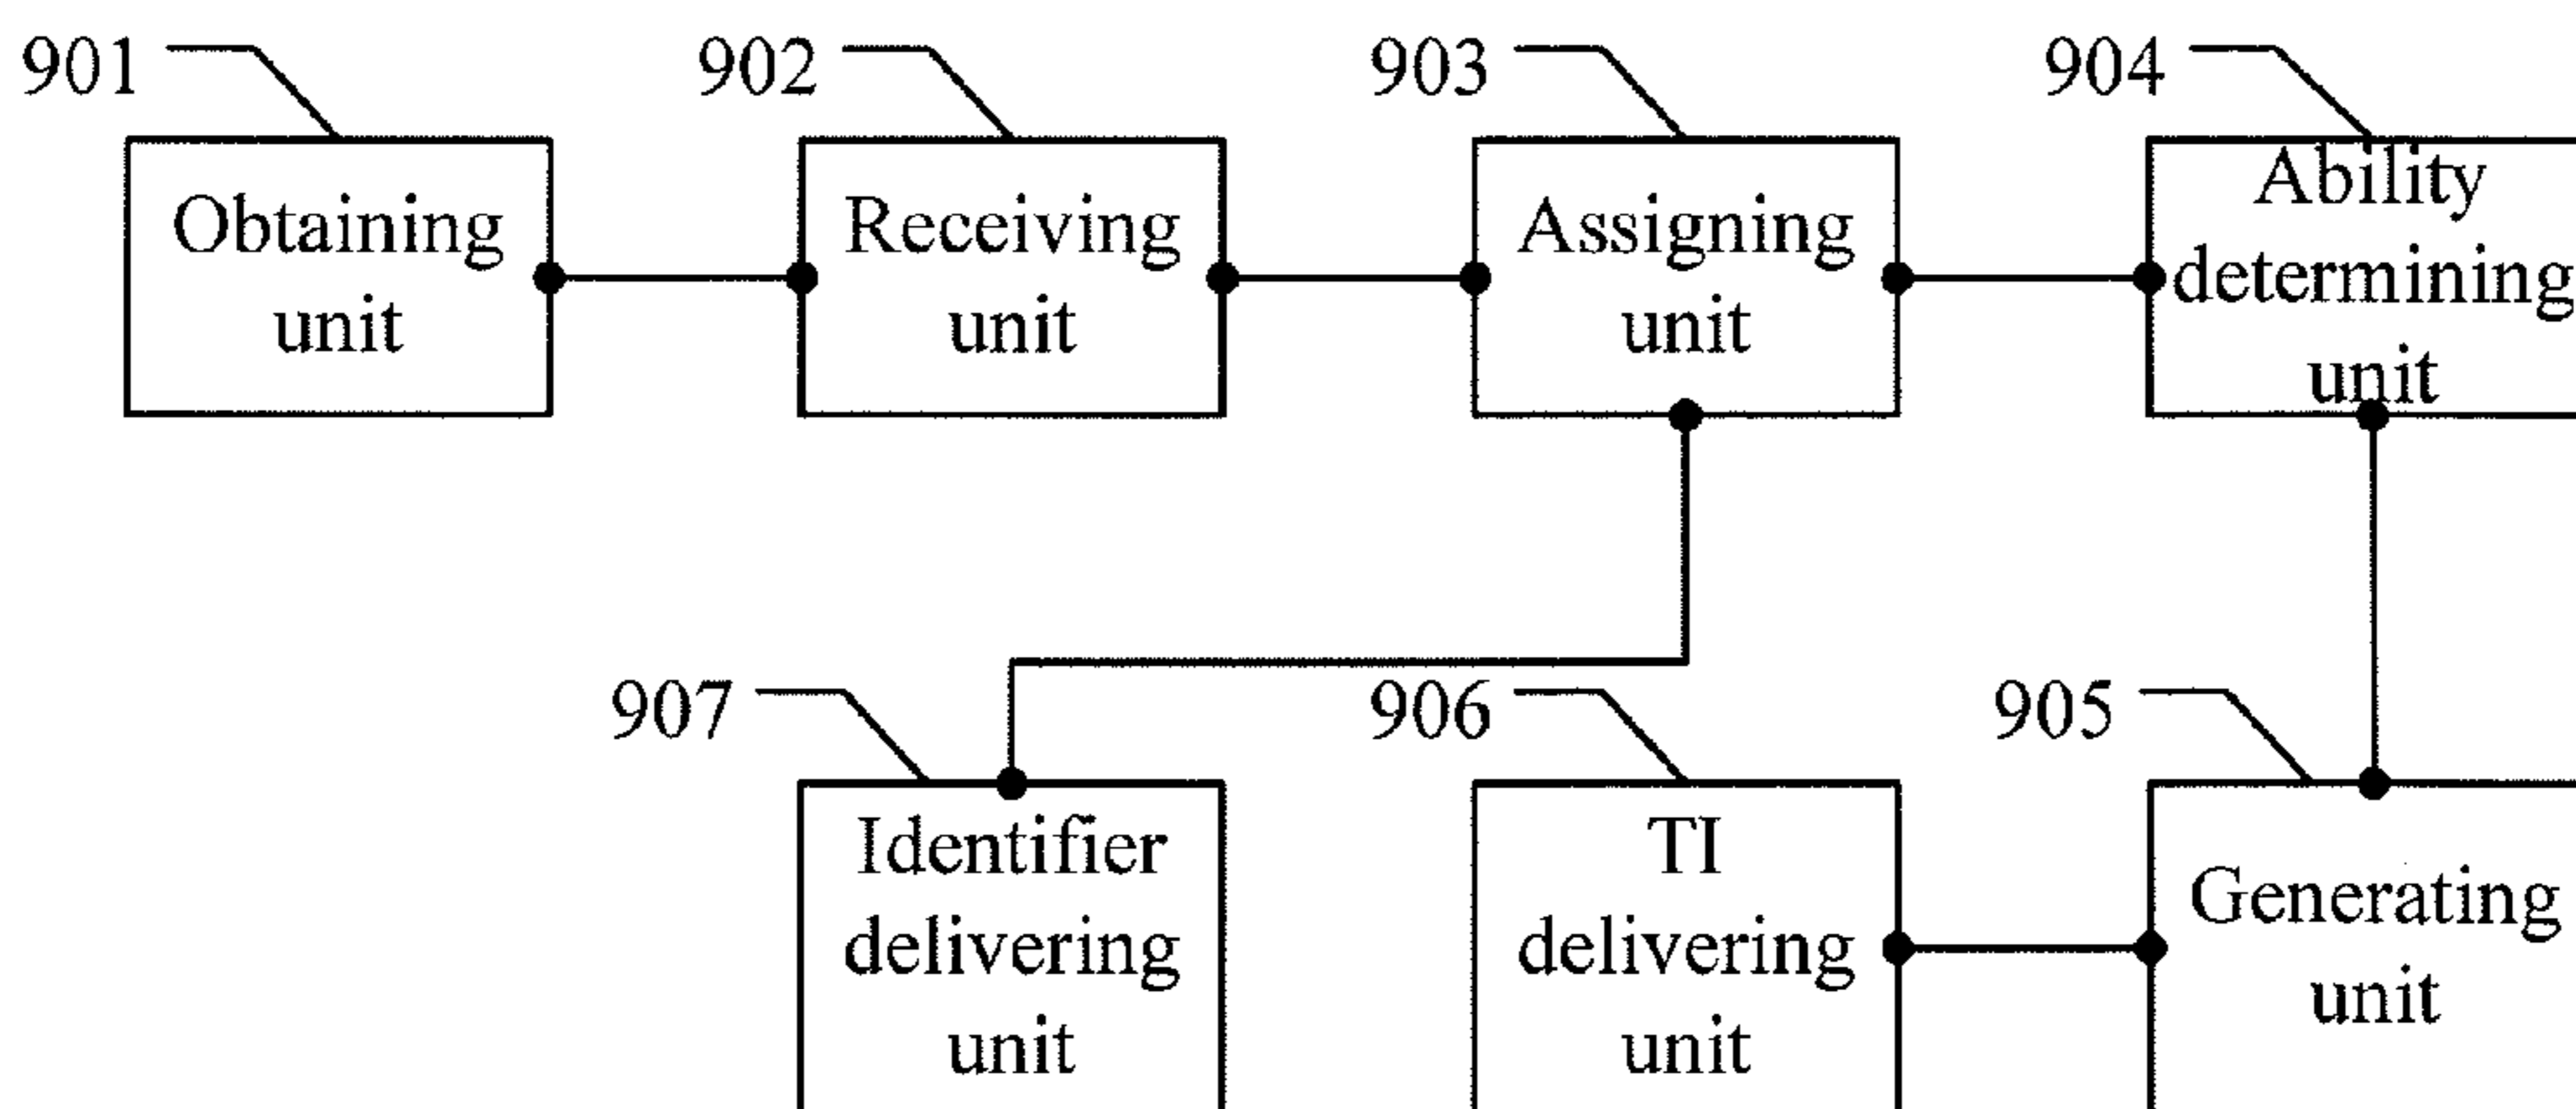 901
902
903
904
Obtaining
unit
Receiving
unit
Assigning
unit
Ability
determining
unit
907
906
905
Identifier
delivering
unit
TI
delivering
unit
Generating
unit